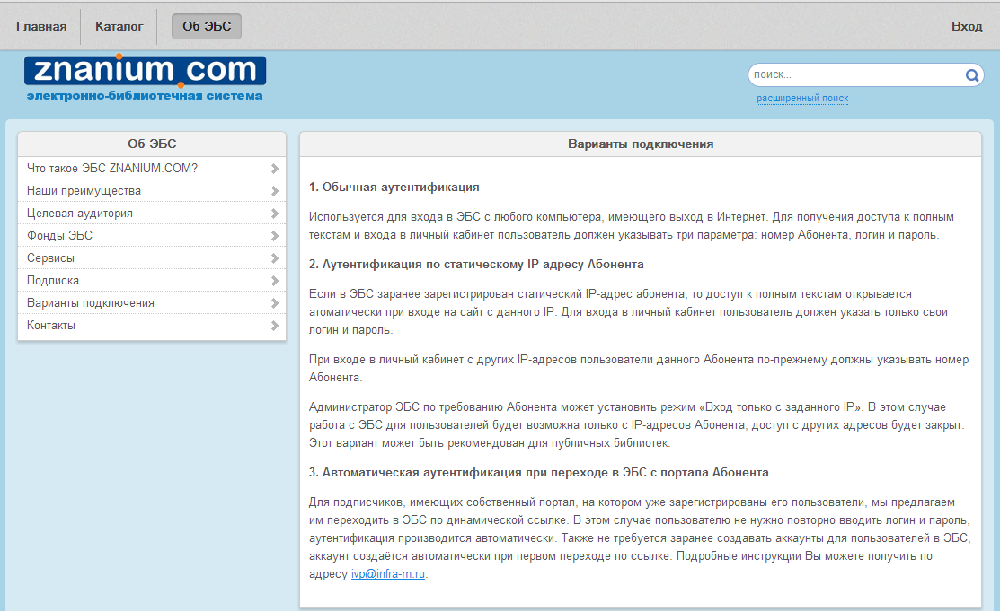 Главная
Каталог
Об ЭБС
Вход
znanium.com
электронно-библиотечная система
поиск...
расширенный поиск
Об ЭБС
Что такое ЭБС ZNANIUM.COM?
Наши преимущества
Целевая аудитория
Фонды ЭБС
Сервисы
Подписка
Варианты подключения
Контакты
Варианты подключения
1. Обычная аутентификация
Используется для входа в ЭБС с любого компьютера, имеющего выход в Интернет. Для получения доступа к полным
текстам и входа в личный кабинет пользователь должен указывать три параметра: номер Абонента, логин и пароль.
2. Аутентификация по статическому IP-адресу Абонента
Если в ЭБС заранее зарегистрирован статический IP-адрес абонента, то доступ к полным текстам открывается
атоматически при входе на сайт с данного IP. Для входа в личный кабинет пользователь должен указать только свои
логин и пароль.
При входе в личный кабинет с других IP-адресов пользователи данного Абонента по-прежнему должны указывать номер
Абонента.
Администратор ЭБС по требованию Абонента может установить режим «Вход только с заданного IP». В этом случае
работа с ЭБС для пользователей будет возможна только с IP-адресов Абонента, доступ с других адресов будет закрыт.
Этот вариант может быть рекомендован для публичных библиотек.
3. Автоматическая аутентификация при переходе в ЭБС с портала Абонента
Для подписчиков, имеющих собственный портал, на котором уже зарегистрированы его пользователи, мы предлагаем
им переходить в ЭБС по динамической ссылке. В этом случае пользователю не нужно повторно вводить логин и пароль,
аутентификация производится автоматически. Также не требуется заранее создавать аккаунты для пользователей в ЭБС,
аккаунт создаётся автоматически при первом переходе по ссылке. Подробные инструкции Вы можете получить по
адресу ivp@infra-m.ru.